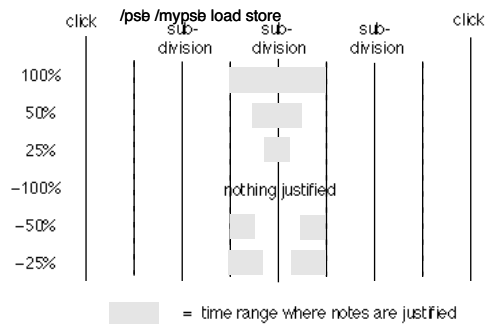 click /psb /mypsb load store click
sub-
division
sub-
division
sub-
division
100%
50%
25%
−100% nothing justified
−50%
−25%
= time range where notes are justified